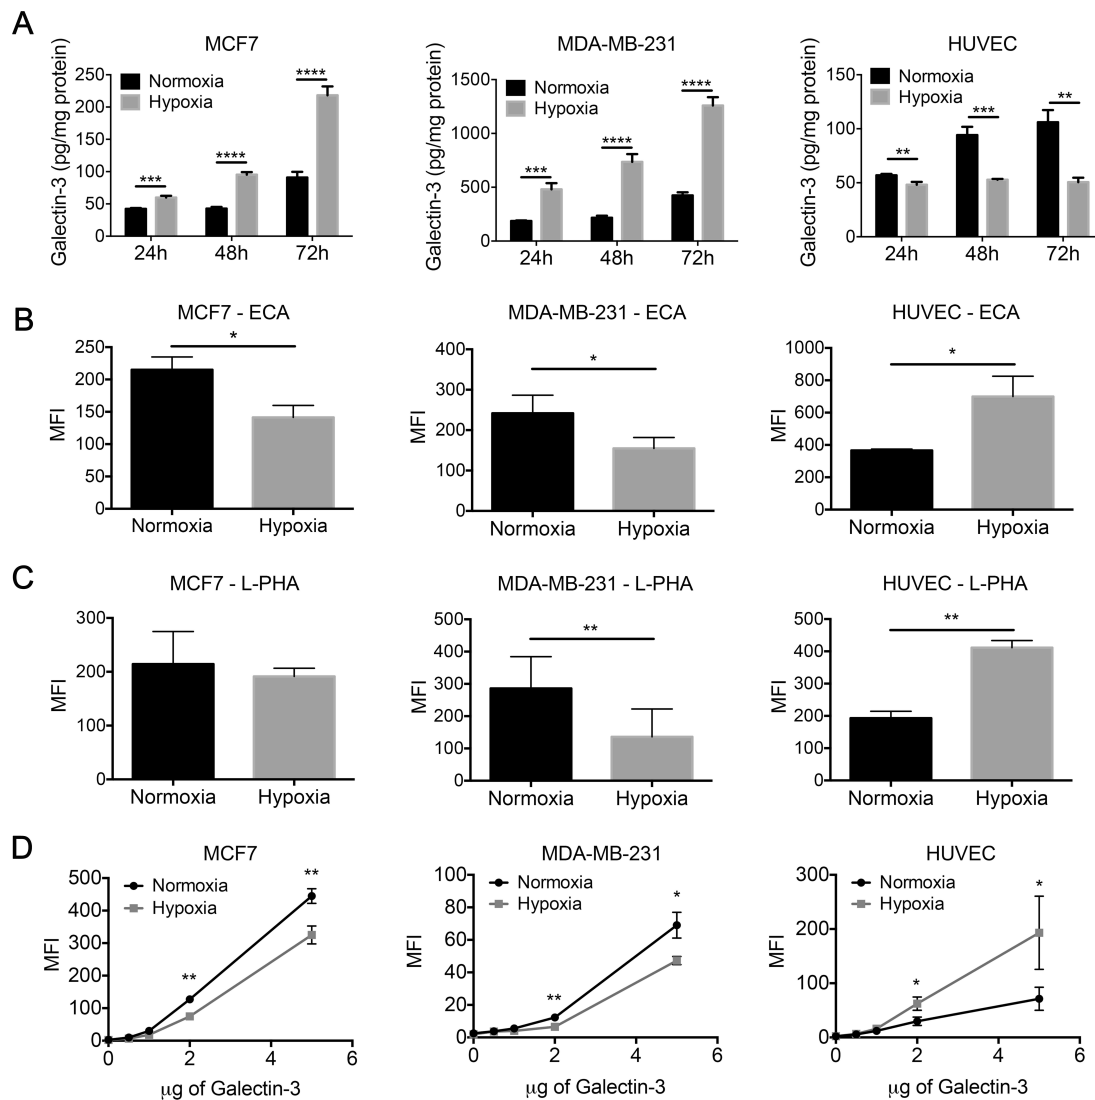 A
MCF7
Galectin-3 (pg/mg protein)
250
200
150
100
50
0
Normoxia
Hypoxia
***
****
****
24h
48h
72h
MDA-MB-231
Galectin-3 (pg/mg protein)
1500
1000
500
0
Normoxia
Hypoxia
***
****
****
24h
48h
72h
HUVEC
Galectin-3 (pg/mg protein)
150
100
50
0
Normoxia
Hypoxia
**
***
**
24h
48h
72h
B
MCF7 - ECA
MFI
250
200
150
100
50
0
*
Normoxia
Hypoxia
MDA-MB-231 - ECA
MFI
400
300
200
100
0
*
Normoxia
Hypoxia
HUVEC - ECA
MFI
1000
800
600
400
200
0
*
Normoxia
Hypoxia
C
MCF7 - L-PHA
MFI
300
200
100
0
Normoxia
Hypoxia
MDA-MB-231 - L-PHA
MFI
500
400
300
200
100
0
**
Normoxia
Hypoxia
HUVEC - L-PHA
MFI
500
400
300
200
100
0
**
Normoxia
Hypoxia
D
MCF7
MFI
500
400
300
200
100
0
Normoxia
Hypoxia
**
**
0
2
4
6
µg of Galectin-3
MDA-MB-231
MFI
100
80
60
40
20
0
Normoxia
Hypoxia
**
*
0
2
4
6
µg of Galectin-3
HUVEC
MFI
300
200
100
0
Normoxia
Hypoxia
*
*
0
2
4
6
µg of Galectin-3